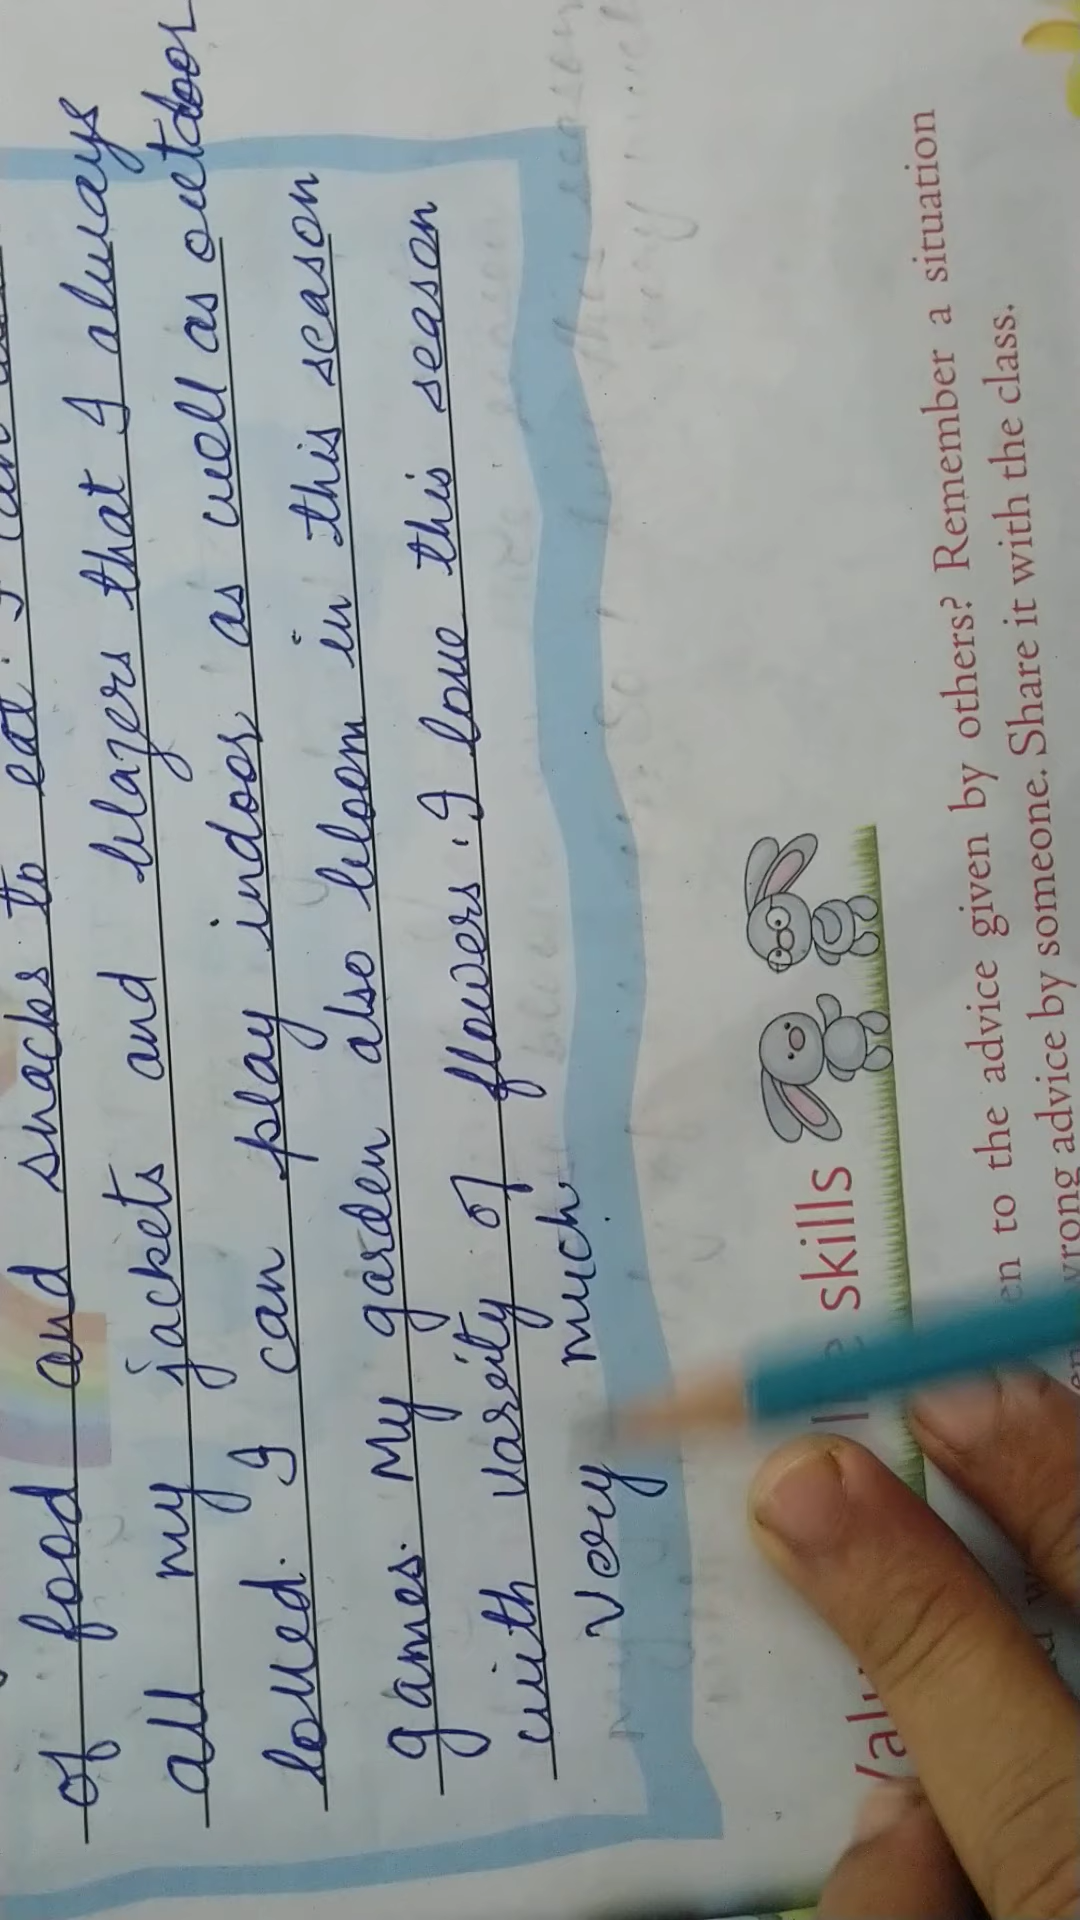 of food and snacks to eat. I can
all my jackets and blazers that I always
loved. I can play indoor as well as outdoor
games. My garden also bloom in this season
with vareity of flowers. I love this season
very much
skills
en to the advice given by others? Remember a situation
wrong advice by someone. Share it with the class.